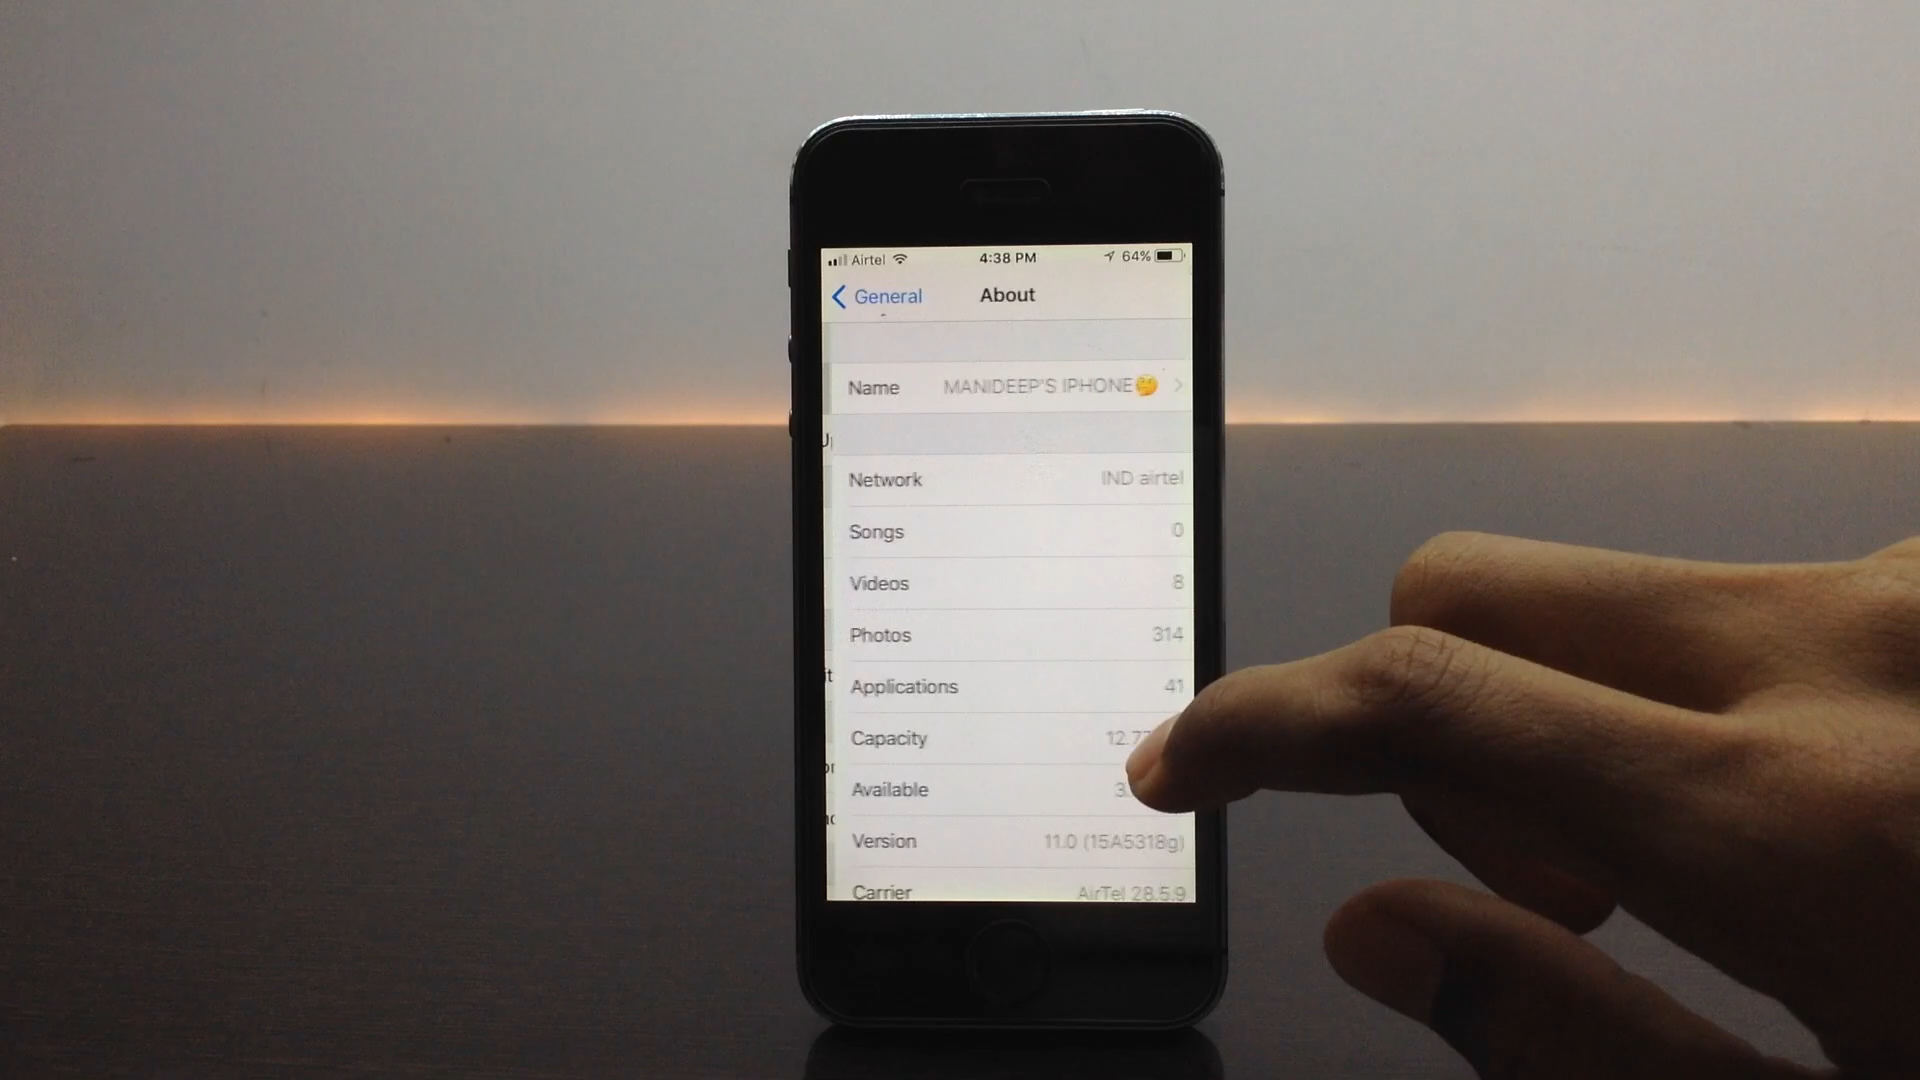 Airtel 4:38 PM 64%
General About
Name MANIDEEP'S IPHONE🤔
Network IND airtel
Songs 0
Videos 8
Photos 314
Applications 41
Capacity
Available
Version 11.0 (15A5318g)
Carrier AirTel 28.5.9